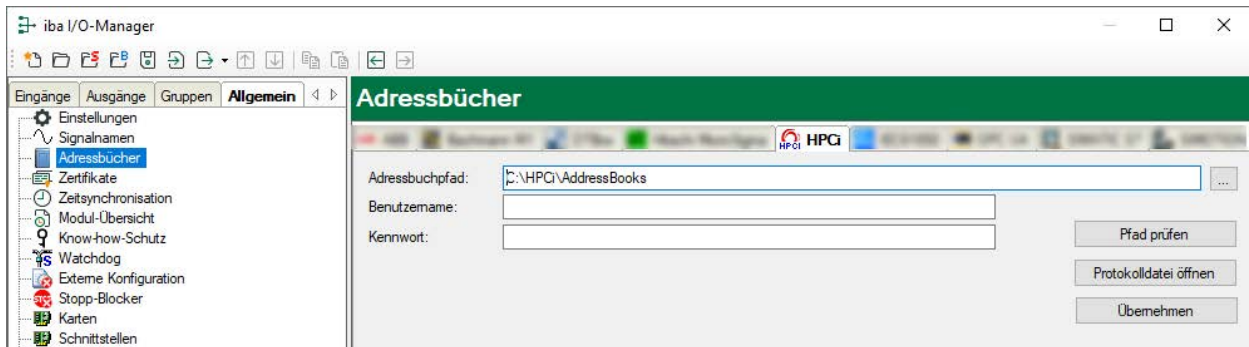 iba I/O-Manager
Eingänge Ausgänge Gruppen Allgemein
Einstellungen
Signalnamen
Adressbücher
Zertifikate
Zeitsynchronisation
Modul-Übersicht
Know-how-Schutz
Watchdog
Externe Konfiguration
Stopp-Blocker
Karten
Schnittstellen
Adressbücher
HPCi HPCi
Adressbuchpfad: C:\HPCi\AddressBooks ...
Benutzername:
Kennwort:
Pfad prüfen
Protokolldatei öffnen
Übernehmen